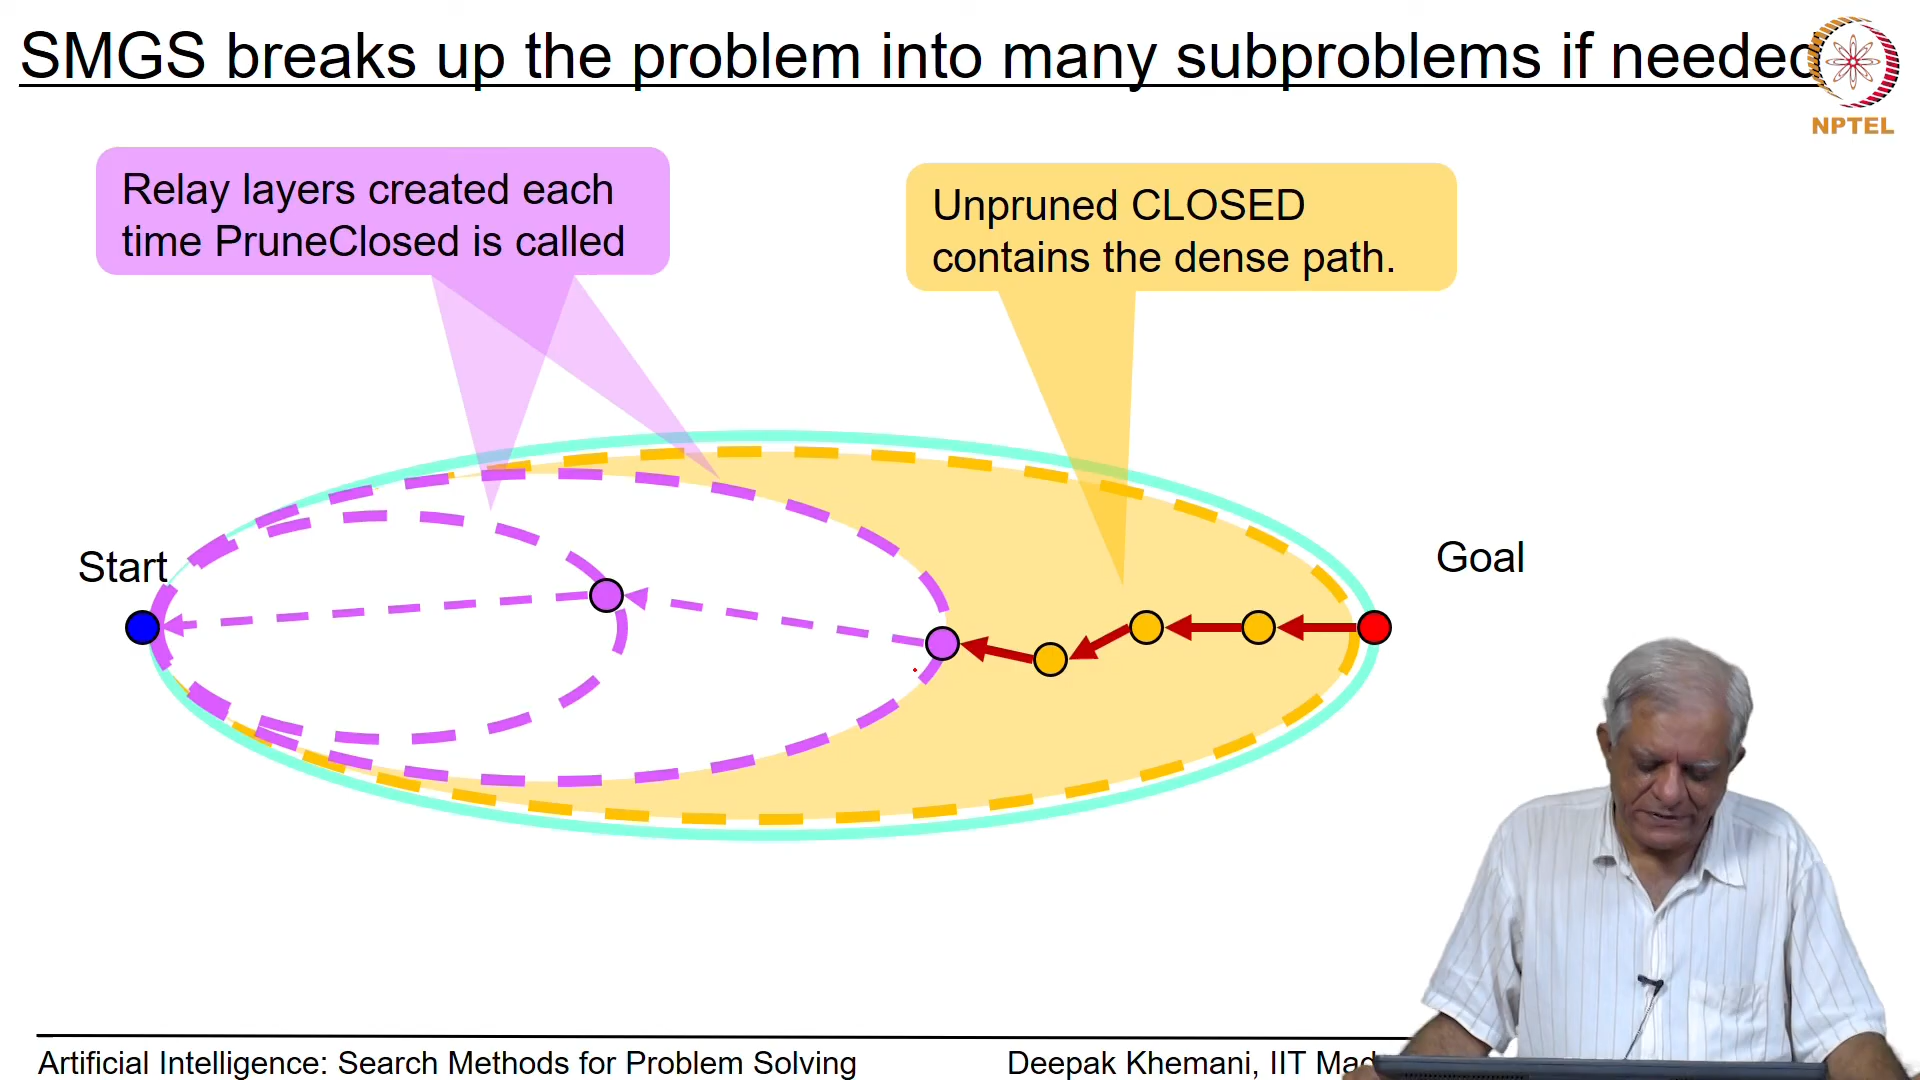 SMGS breaks up the problem into many subproblems if needed
NPTEL
Relay layers created each
time PruneClosed is called
Unpruned CLOSED
contains the dense path.
Start
Goal
Artificial Intelligence: Search Methods for Problem Solving
Deepak Khemani, IIT